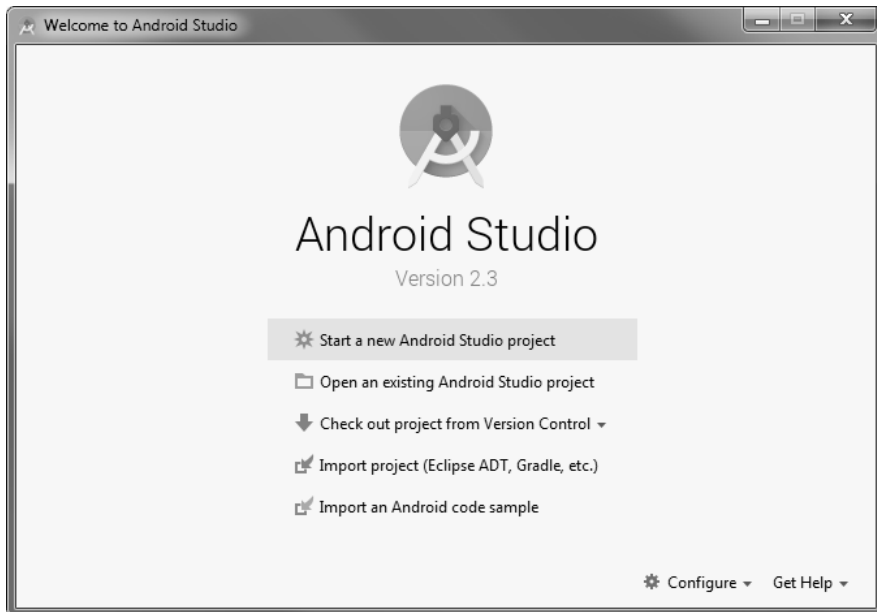 Welcome to Android Studio
Android Studio
Version 2.3
Start a new Android Studio project
Open an existing Android Studio project
Check out project from Version Control
Import project (Eclipse ADT, Gradle, etc.)
Import an Android code sample
Configure
Get Help